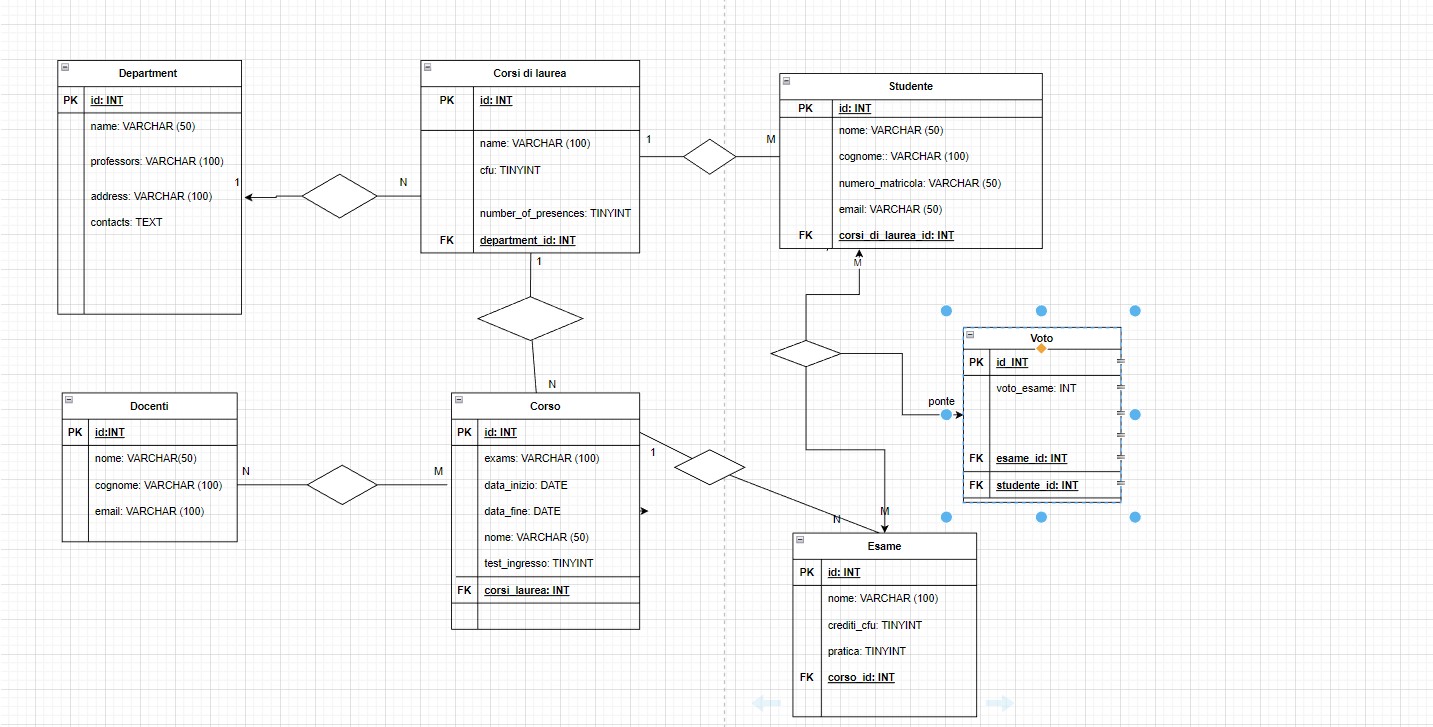 Department
PK id: INT
name: VARCHAR (50)
professors: VARCHAR (100)
address: VARCHAR (100)
contacts: TEXT
1
N
Corsi di laurea
PK id: INT
name: VARCHAR (100)
cfu: TINYINT
number_of_presences: TINYINT
FK department_id: INT
1
M
Studente
PK id: INT
nome: VARCHAR (50)
cognome:: VARCHAR (100)
numero_matricola: VARCHAR (50)
email: VARCHAR (50)
FK corsi_di_laurea_id: INT
1
N
M
ponte
Voto
PK id_INT
voto_esame: INT
FK esame_id: INT
FK studente_id: INT
Docenti
PK id:INT
nome: VARCHAR(50)
cognome: VARCHAR (100)
email: VARCHAR (100)
N
M
Corso
PK id: INT
exams: VARCHAR (100)
data_inizio: DATE
data_fine: DATE
nome: VARCHAR (50)
test_ingresso: TINYINT
FK corsi_laurea: INT
1
N
M
Esame
PK id: INT
nome: VARCHAR (100)
crediti_cfu: TINYINT
pratica: TINYINT
FK corso_id: INT